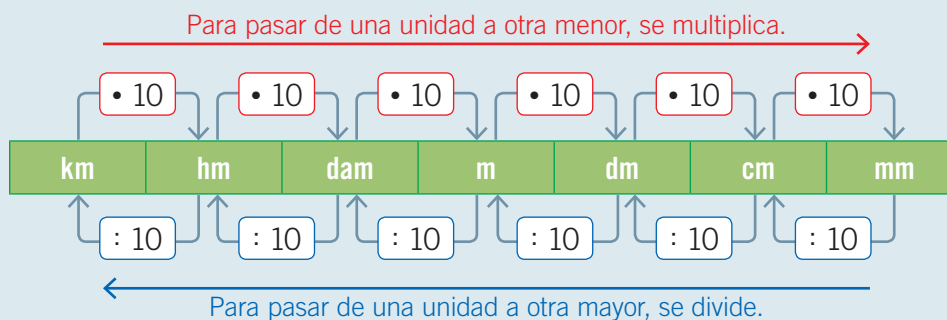 Para pasar de una unidad a otra menor, se multiplica.
• 10 • 10 • 10 • 10 • 10 • 10
km hm dam m dm cm mm
: 10 : 10 : 10 : 10 : 10 : 10
Para pasar de una unidad a otra mayor, se divide.